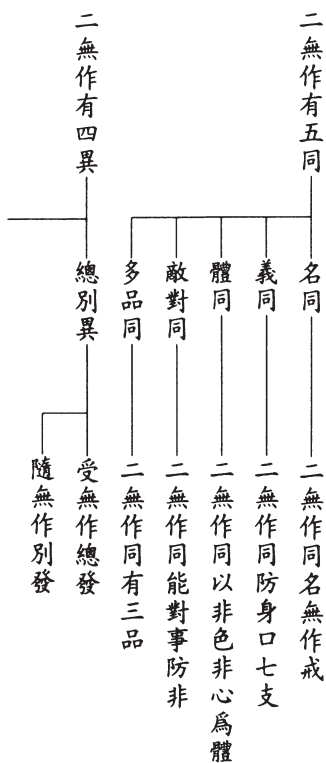 二無作有五同
名同
二無作同名無作戒
義同
二無作同防身口七支
體同
二無作同以非色非心爲體
敵對同
二無作同能對事防非
多品同
二無作同有三品
二無作有四異
總別異
受無作總發
隨無作別發